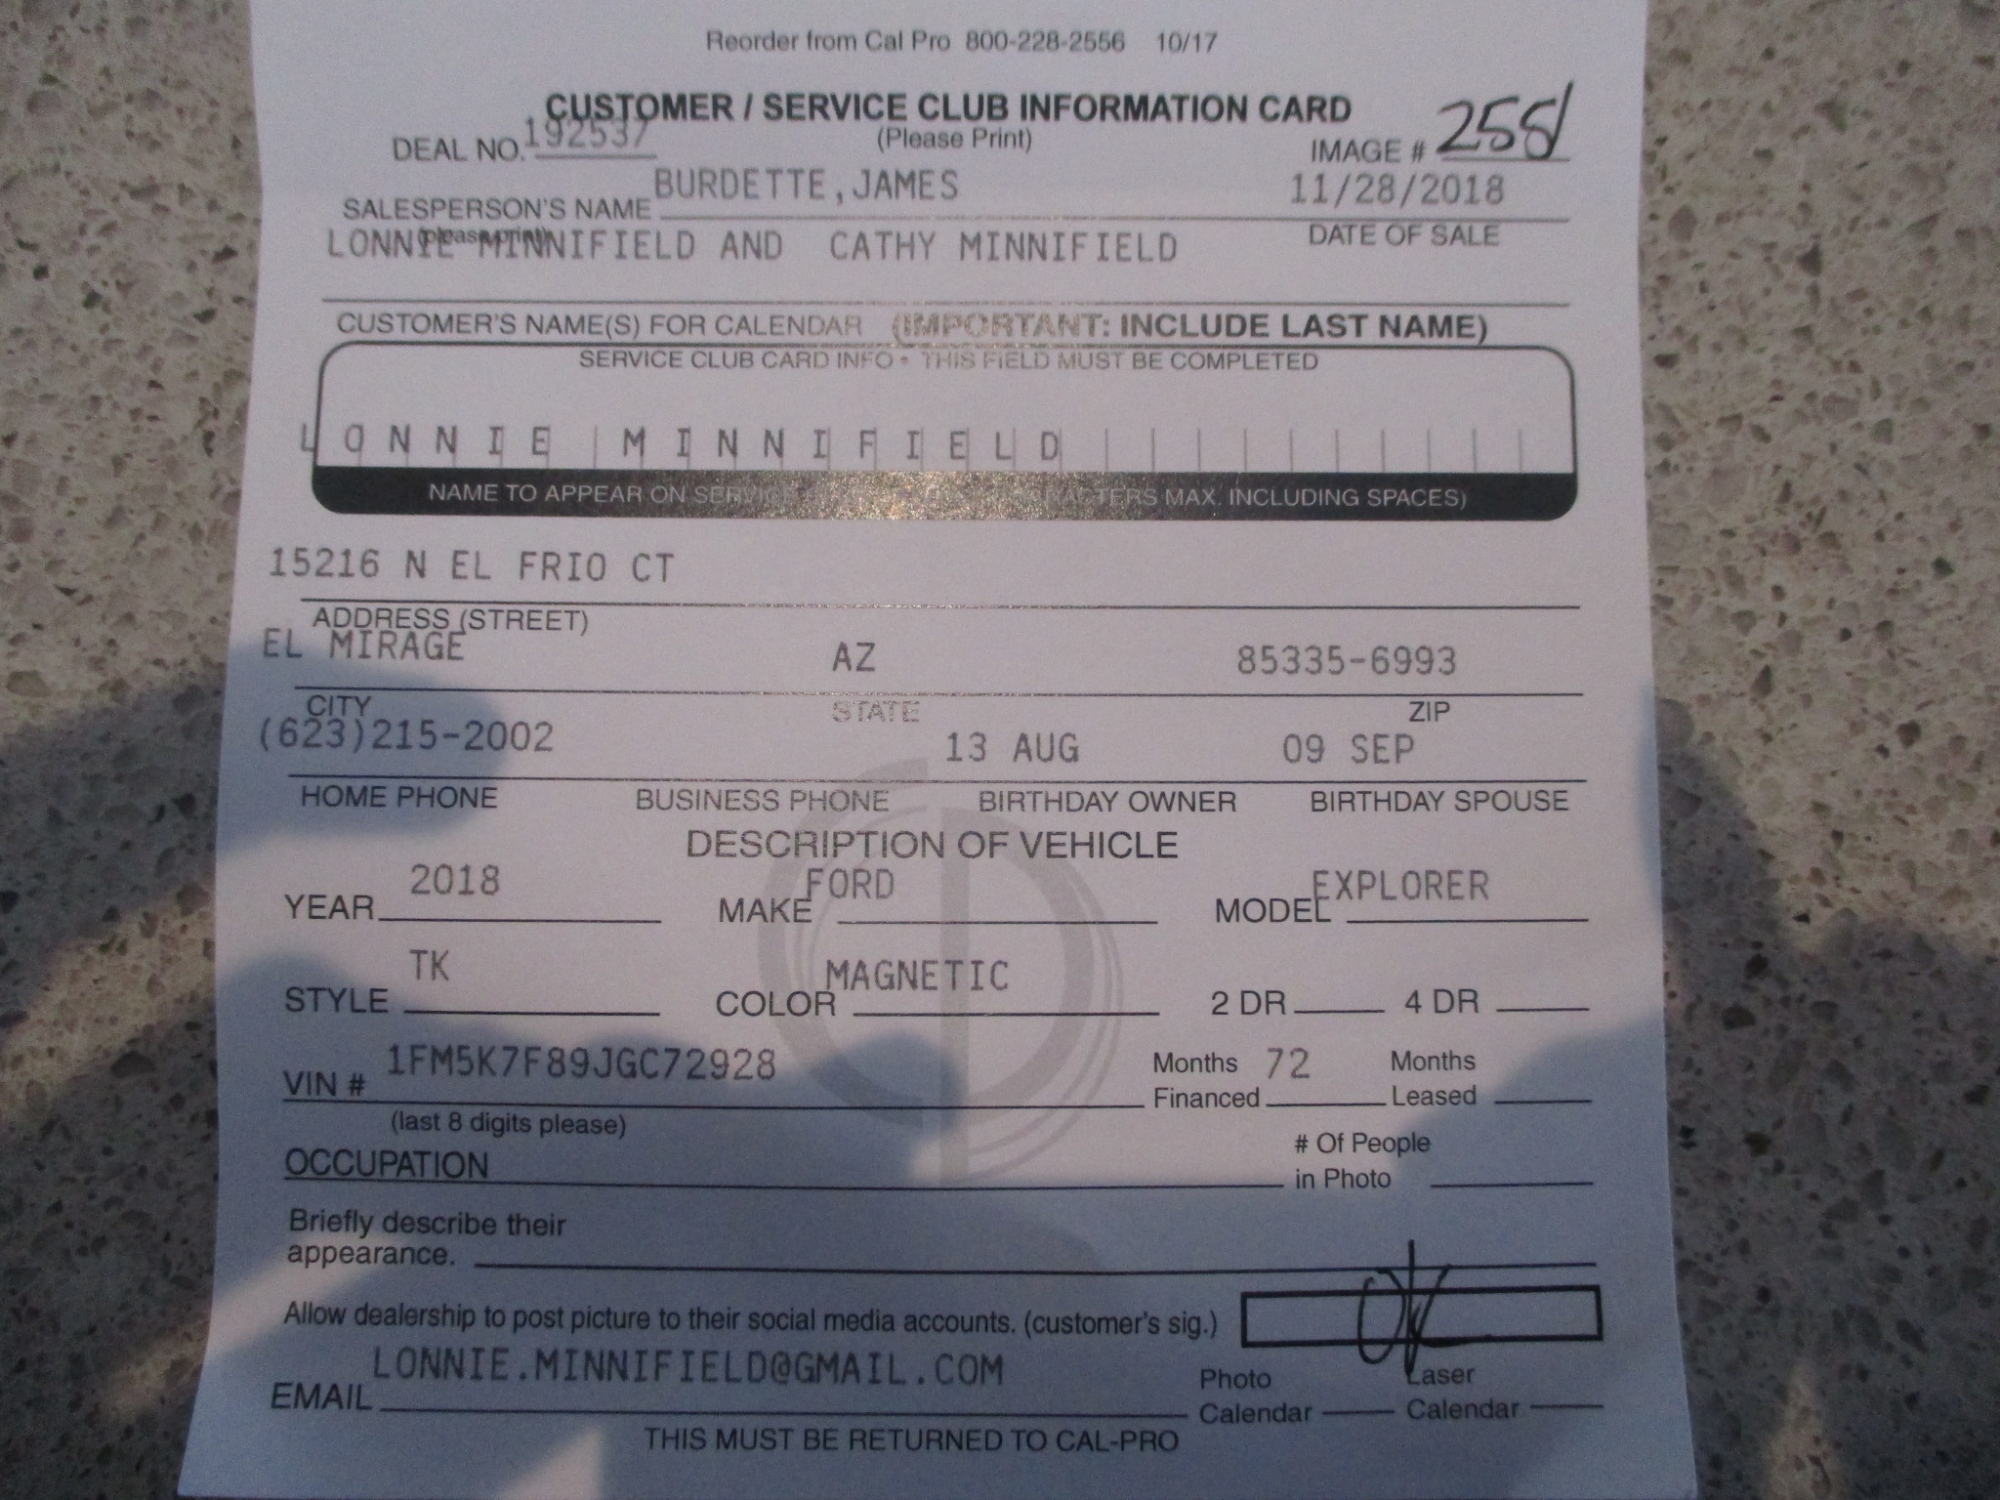 Reorder from Cal Pro 800-228-2556 10/17
CUSTOMER / SERVICE CLUB INFORMATION CARD
DEAL NO. 192537 (Please Print) IMAGE #
SALESPERSON'S NAME BURDETTE,JAMES 11/28/2018
(please print) DATE OF SALE
LONNIE MINNIFIELD AND CATHY MINNIFIELD
CUSTOMER'S NAME(S) FOR CALENDAR (IMPORTANT: INCLUDE LAST NAME)
SERVICE CLUB CARD INFO • THIS FIELD MUST BE COMPLETED
LONNIE MINNIFIELD
NAME TO APPEAR ON SERVICE MAX. INCLUDING SPACES)
15216 N EL FRIO CT
ADDRESS (STREET)
EL MIRAGE AZ 85335-6993
CITY STATE ZIP
(623)215-2002 13 AUG 09 SEP
HOME PHONE BUSINESS PHONE BIRTHDAY OWNER BIRTHDAY SPOUSE
DESCRIPTION OF VEHICLE
YEAR 2018 MAKE FORD MODEL EXPLORER
STYLE TK COLOR MAGNETIC 2 DR 4 DR
VIN # 1FM5K7F89JGC72928 Months Financed 72 Months Leased
(last 8 digits please)
OCCUPATION # Of People in Photo
Briefly describe their
appearance.
Allow dealership to post picture to their social media accounts. (customer's sig.) OK
EMAIL LONNIE.MINNIFIELD@GMAIL.COM Photo Calendar Laser Calendar
THIS MUST BE RETURNED TO CAL-PRO